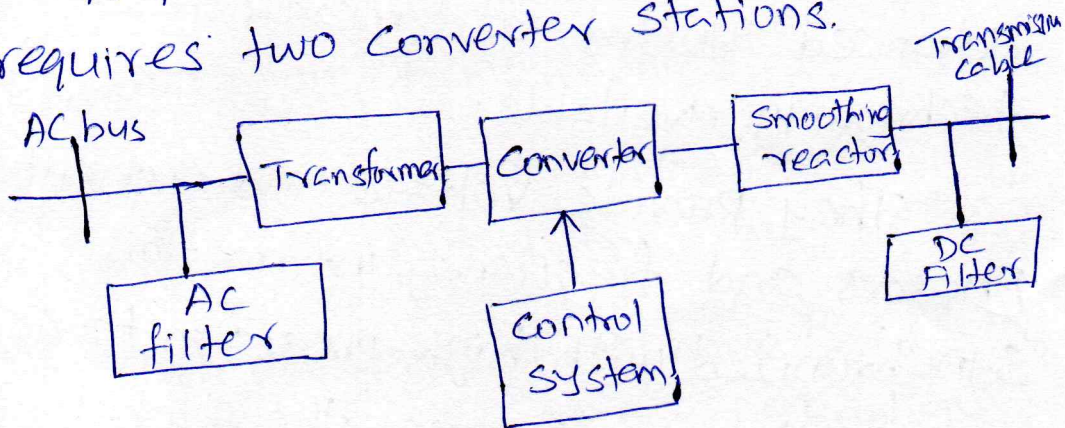 requires two converter stations.
Transmission
cable
AC bus
Transformer
Converter
Smoothing
reactor
AC
filter
Control
system
DC
Filter